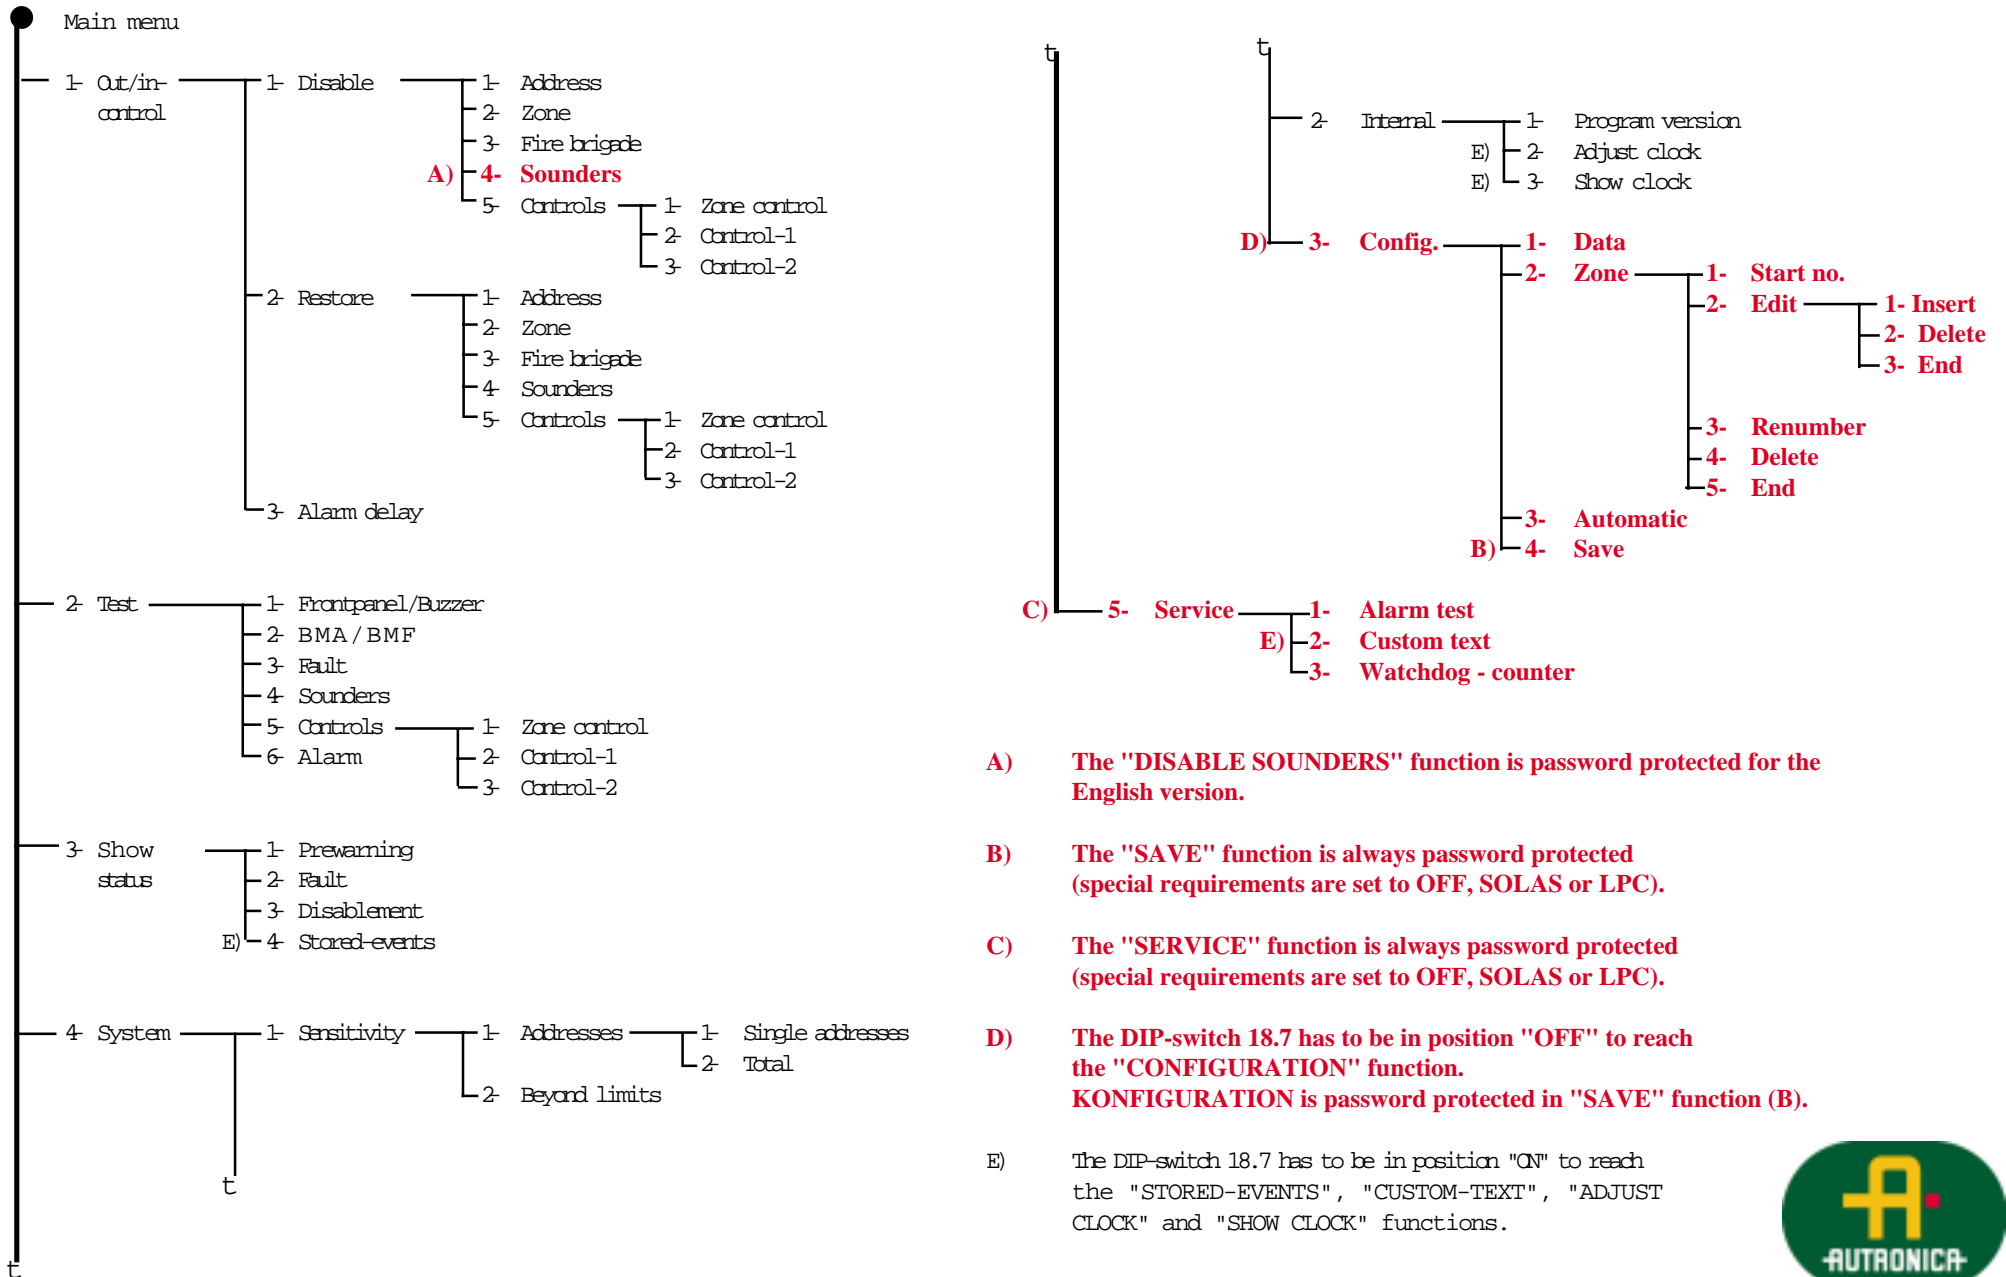 Main menu
1- Out/in-
control
1- Disable
1- Address
2- Zone
3- Fire brigade
A) 4- Sounders
5- Controls
1- Zone control
2- Control-1
3- Control-2
2- Restore
1- Address
2- Zone
3- Fire brigade
4- Sounders
5- Controls
1- Zone control
2- Control-1
3- Control-2
3- Alarm delay
2- Test
1- Frontpanel/Buzzer
2- BMA/BMF
3- Fault
4- Sounders
5- Controls
1- Zone control
2- Control-1
3- Control-2
6- Alarm
3- Show
status
1- Prewarning
2- Fault
3- Disablement
E) 4- Stored-events
4- System
1- Sensitivity
1- Addresses
1- Single addresses
2- Total
2- Beyond limits
t
t
t
t
2- Internal
1- Program version
E) 2- Adjust clock
E) 3- Show clock
D) 3- Config.
1- Data
2- Zone
1- Start no.
2- Edit
1- Insert
2- Delete
3- End
3- Renumber
4- Delete
5- End
3- Automatic
B) 4- Save
C) 5- Service
1- Alarm test
E) 2- Custom text
3- Watchdog - counter
A) The "DISABLE SOUNDERS" function is password protected for the
English version.
B) The "SAVE" function is always password protected
(special requirements are set to OFF, SOLAS or LPC).
C) The "SERVICE" function is always password protected
(special requirements are set to OFF, SOLAS or LPC).
D) The DIP-switch 18.7 has to be in position "OFF" to reach
the "CONFIGURATION" function.
KONFIGURATION is password protected in "SAVE" function (B).
E) The DIP-switch 18.7 has to be in position "ON" to reach
the "STORED-EVENTS", "CUSTOM-TEXT", "ADJUST
CLOCK" and "SHOW CLOCK" functions.
AUTRONICA